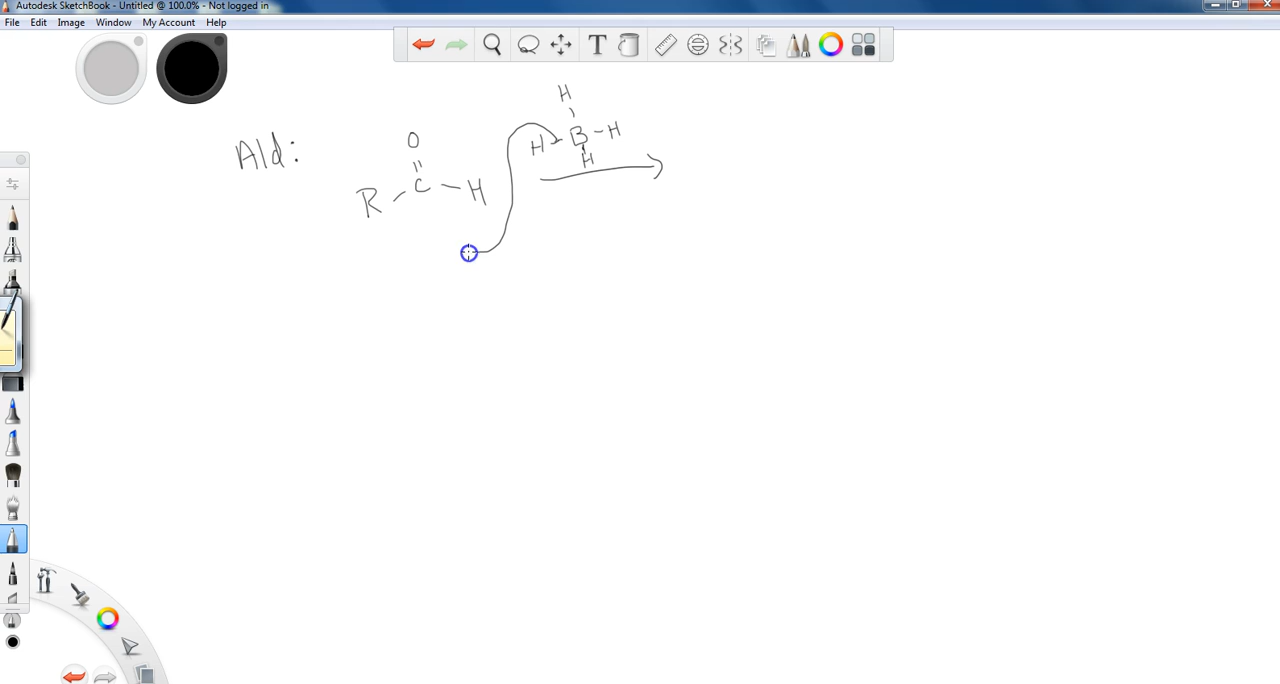 Autodesk SketchBook - Untitled @ 100.0% - Not logged in
File Edit Image Window My Account Help
H
Ald: O H B H
R C H H